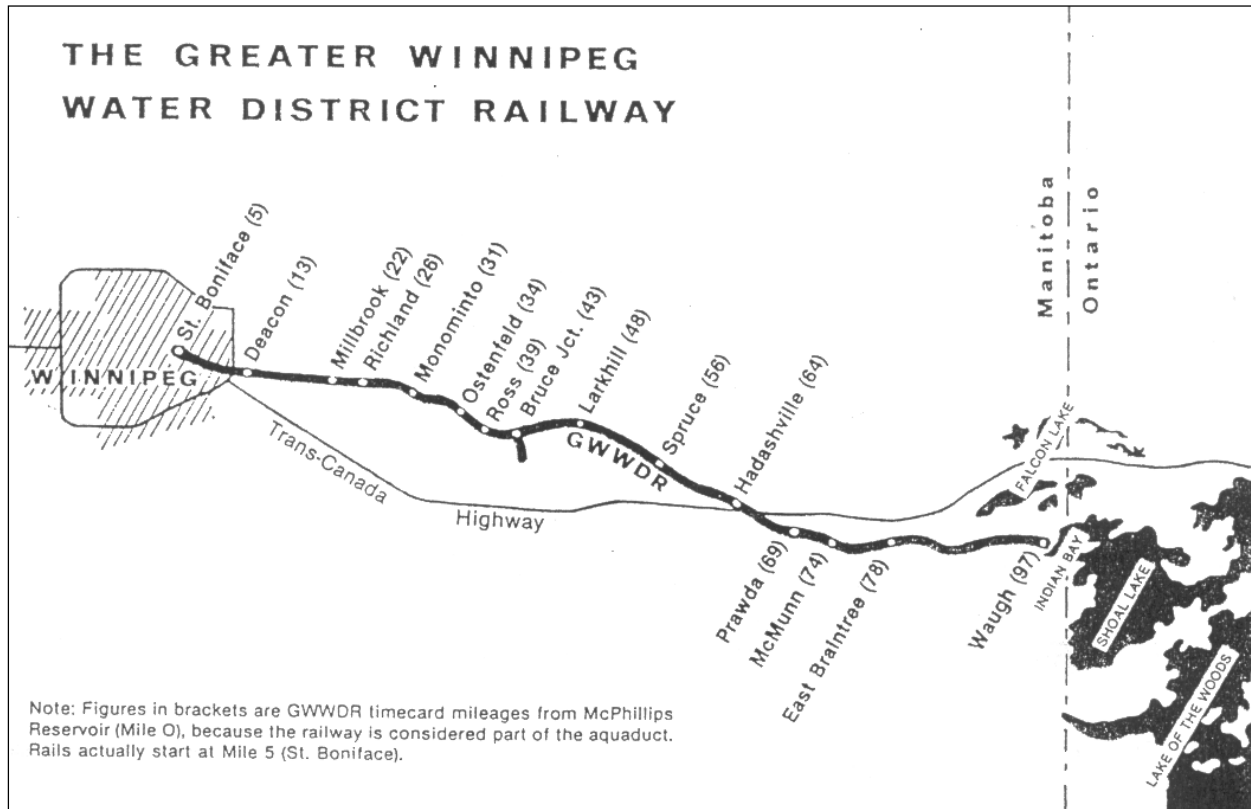 THE GREATER WINNIPEG
WATER DISTRICT RAILWAY
Manitoba
Ontario
St. Boniface (5)
Deacon (13)
Millbrook (22)
Richland (26)
Monominto (31)
Ostenfeld (34)
Ross (39)
Bruce Jct. (43)
Larkhill (48)
Spruce (56)
Hadashville (64)
WINNIPEG
GWWDR
Trans-Canada
Highway
FALCON LAKE
Prawda (69)
McMunn (74)
East Braintree (78)
Waugh (97)
INDIAN BAY
SHOAL LAKE
LAKE OF THE WOODS
Note: Figures in brackets are GWWDR timecard mileages from McPhillips
Reservoir (Mile O), because the railway is considered part of the aquaduct.
Rails actually start at Mile 5 (St. Boniface).